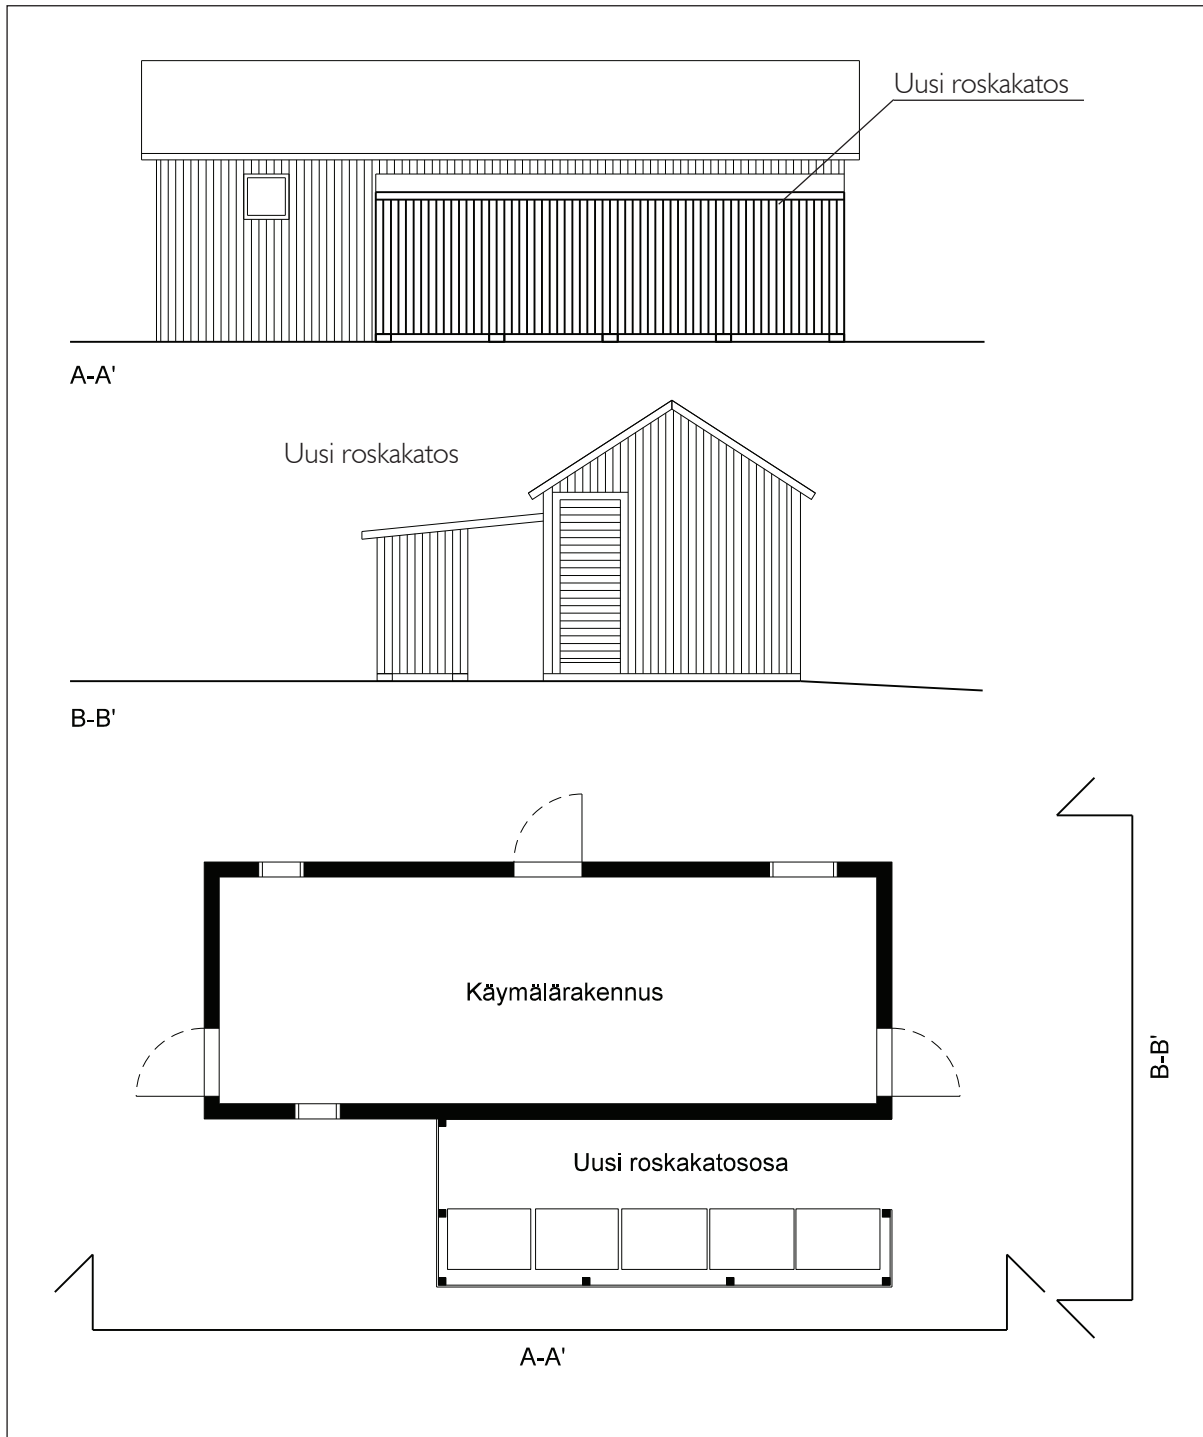 Uusi roskakatos
A-A'
Uusi roskakatos
B-B'
Käymälärakennus
B-B'
Uusi roskakatososa
A-A'